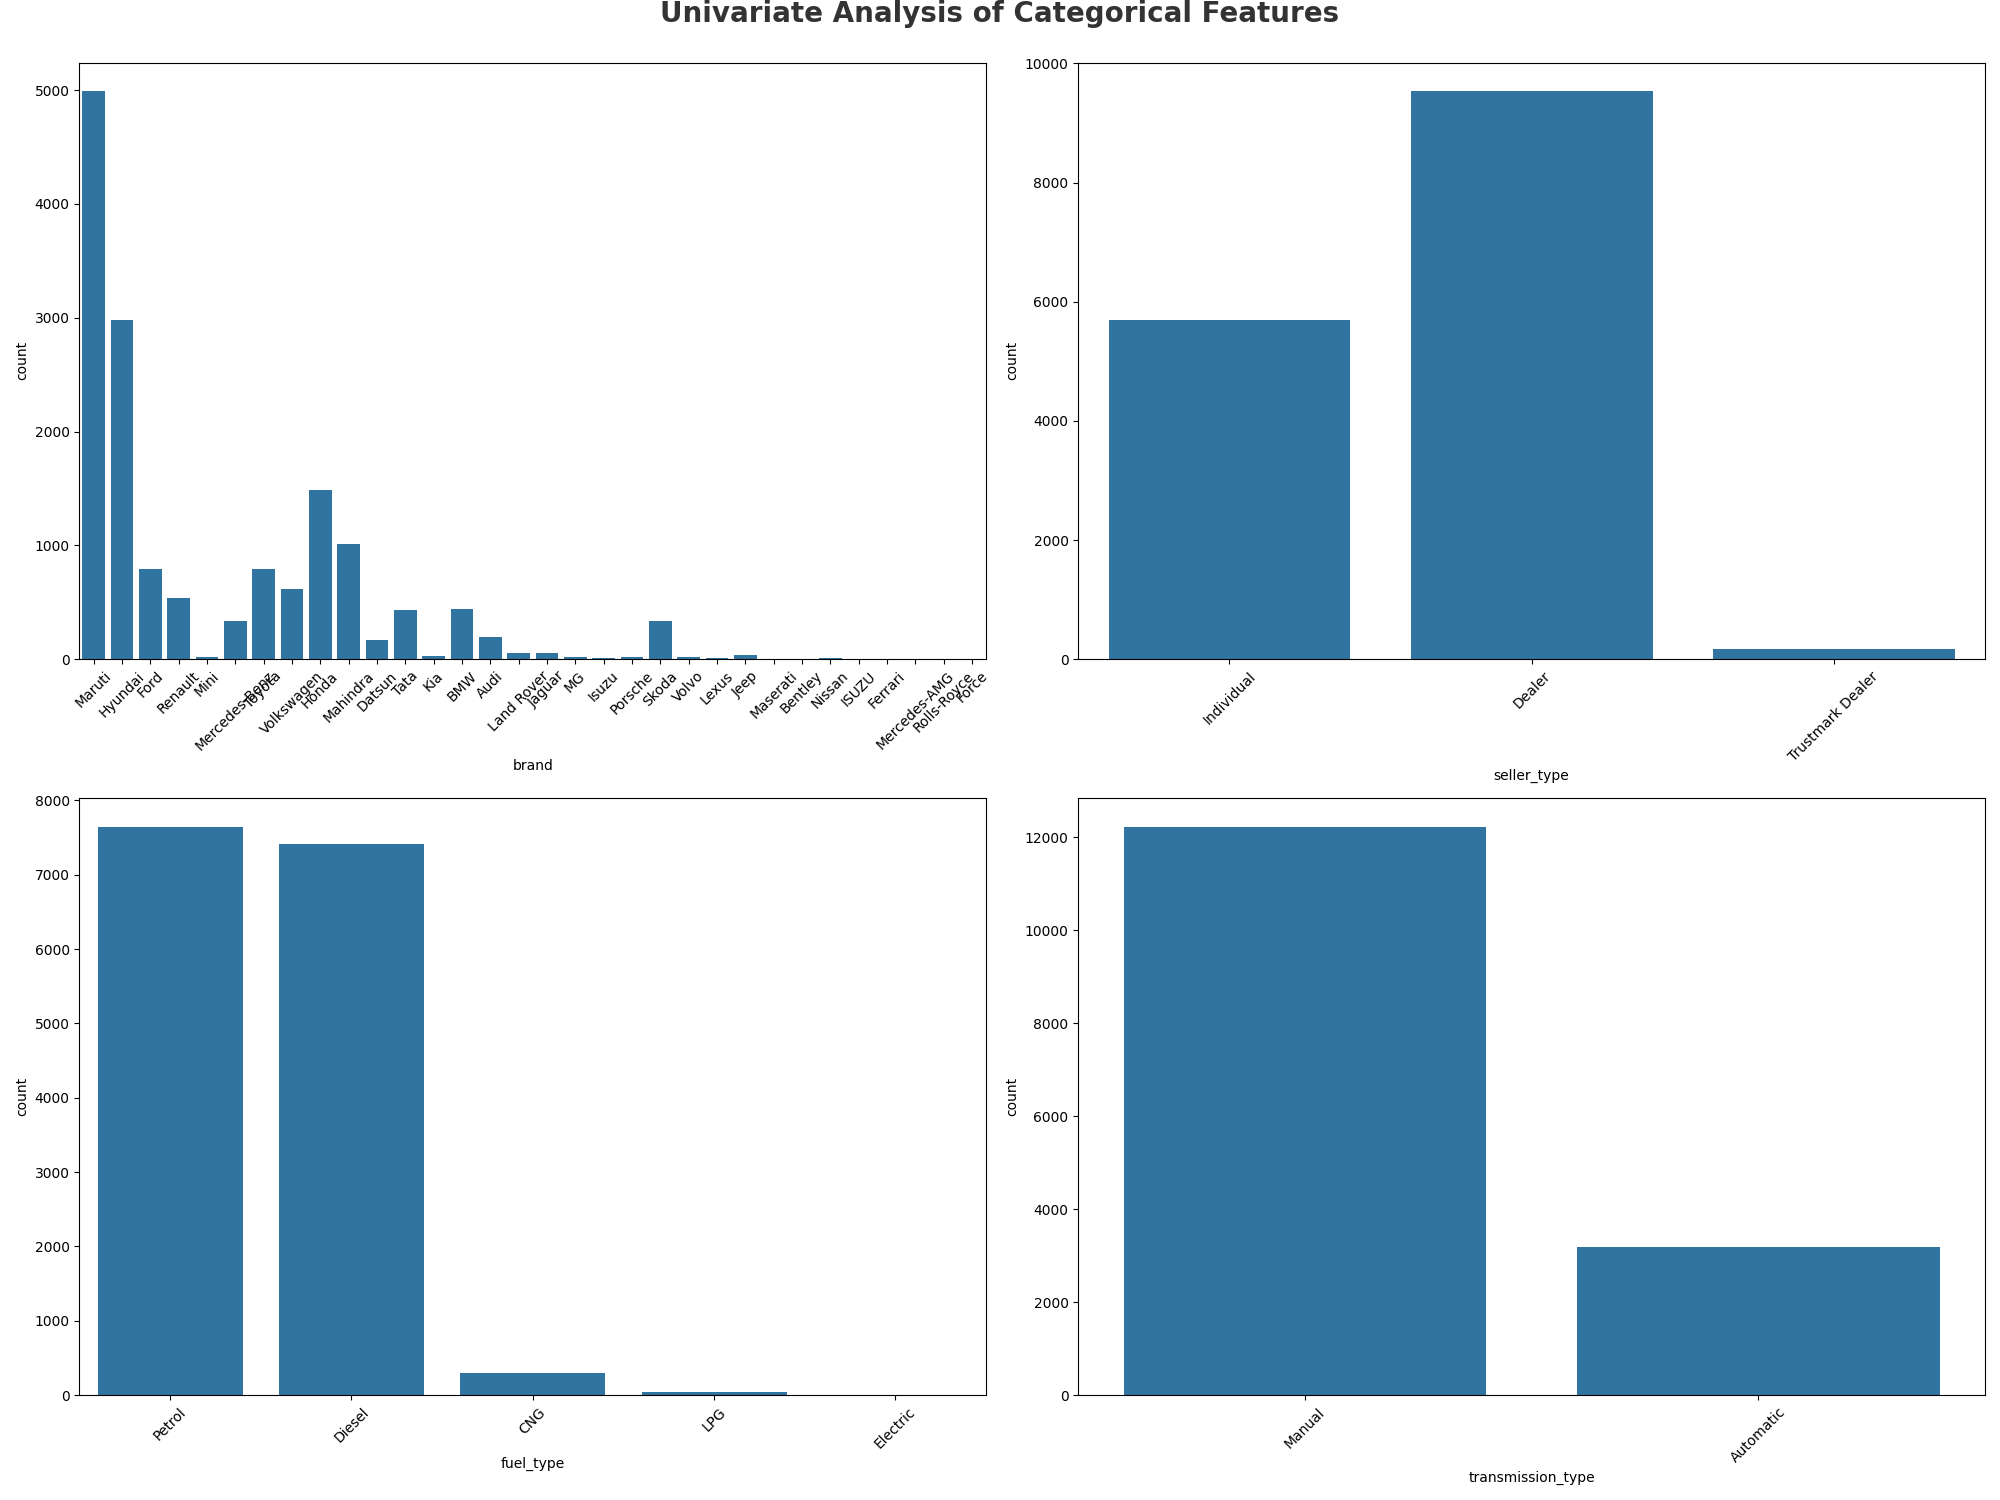 Univariate Analysis of Categorical Features
5000
4000
3000
2000
1000
0
count
Maruti
Hyundai
Ford
Renault
Mini
Mercedes-Benz
Toyota
Volkswagen
Honda
Mahindra
Datsun
Tata
Kia
BMW
Audi
Land Rover
Jaguar
MG
Isuzu
Porsche
Skoda
Volvo
Lexus
Jeep
Maserati
Bentley
Nissan
ISUZU
Ferrari
Mercedes-AMG
Rolls-Royce
Force
brand
10000
8000
6000
4000
2000
0
count
Individual
Dealer
Trustmark Dealer
seller_type
8000
7000
6000
5000
4000
3000
2000
1000
0
count
Petrol
Diesel
CNG
LPG
Electric
fuel_type
12000
10000
8000
6000
4000
2000
0
count
Manual
Automatic
transmission_type